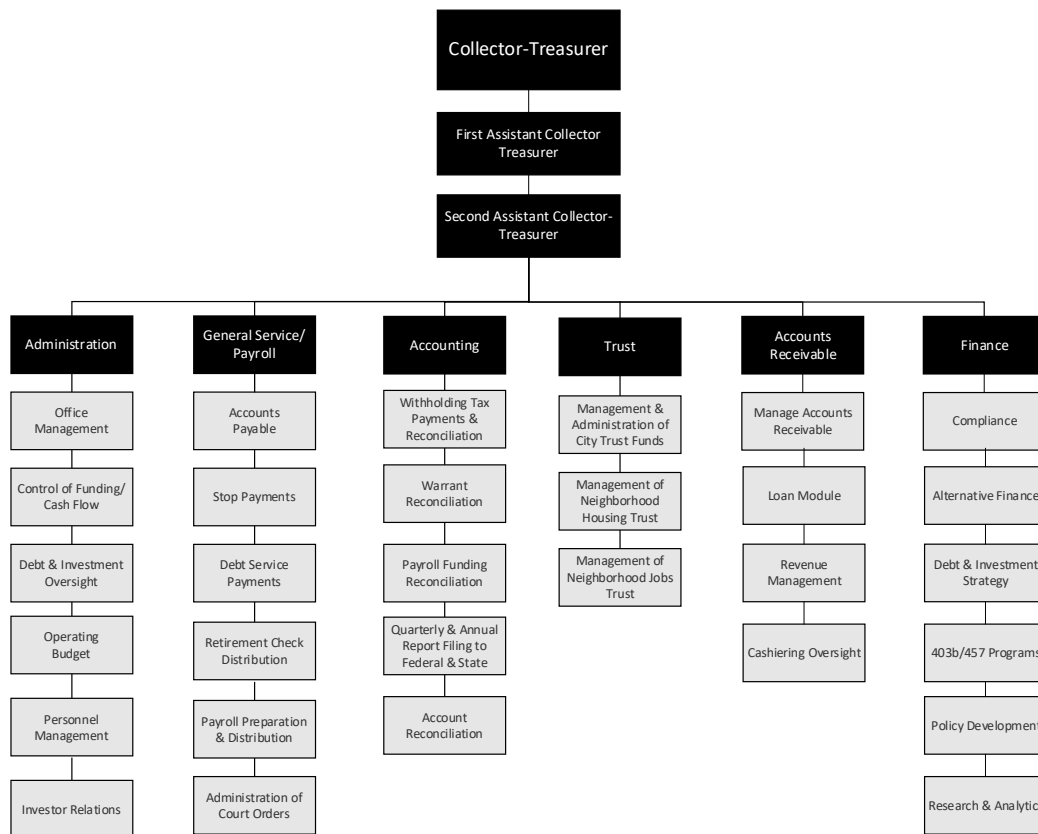 Collector-Treasurer
First Assistant Collector
Treasurer
Second Assistant Collector-
Treasurer
Administration
Office
Management
Control of Funding/
Cash Flow
Debt & Investment
Oversight
Operating
Budget
Personnel
Management
Investor Relations
General Service/
Payroll
Accounts
Payable
Stop Payments
Debt Service
Payments
Retirement Check
Distribution
Payroll Preparation
& Distribution
Administration of
Court Orders
Accounting
Withholding Tax
Payments &
Reconciliation
Warrant
Reconciliation
Payroll Funding
Reconciliation
Quarterly & Annual
Report Filing to
Federal & State
Account
Reconciliation
Trust
Management &
Administration of
City Trust Funds
Management of
Neighborhood
Housing Trust
Management of
Neighborhood Jobs
Trust
Accounts
Receivable
Manage Accounts
Receivable
Loan Module
Revenue
Management
Cashiering Oversight
Finance
Compliance
Alternative Finance
Debt & Investment
Strategy
403b/457 Programs
Policy Development
Research & Analytic